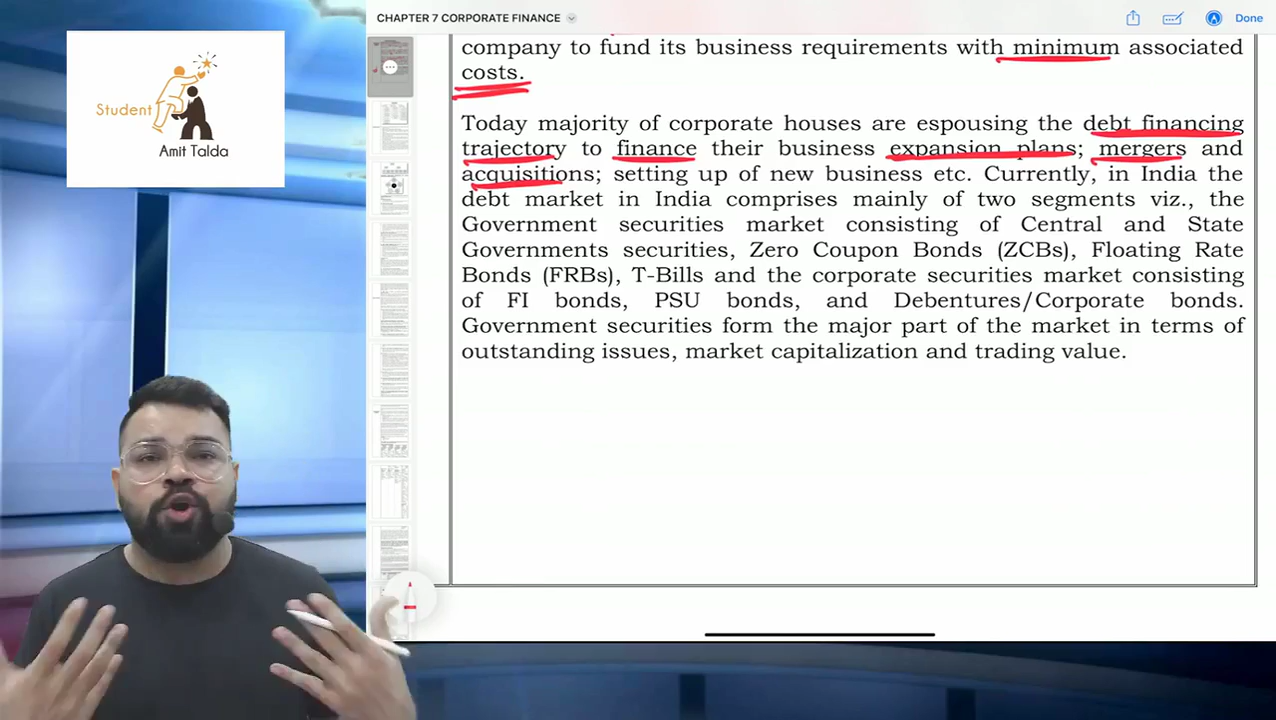 CHAPTER 7 CORPORATE FINANCE
Done
Student
Amit Talda
company to fund its business requirements with minimum associated
costs.
Today majority of corporate houses are espousing the debt financing
trajectory to finance their business expansion plans; mergers and
acquisitions; setting up of new business etc. Currently, in India the
debt market in india comprises mainly of two segments viz., the
Government securities market consisting of Central and State
Governments securities, Zero Coupon Bonds (ZCBs), Floating Rate
Bonds (FRBs), T-Bills and the corporate securities market consisting
of FI bonds, PSU bonds, and Debentures/Corporate bonds.
Government securities form the major part of the market in terms of
outstanding issues, market capitalization and trading value.